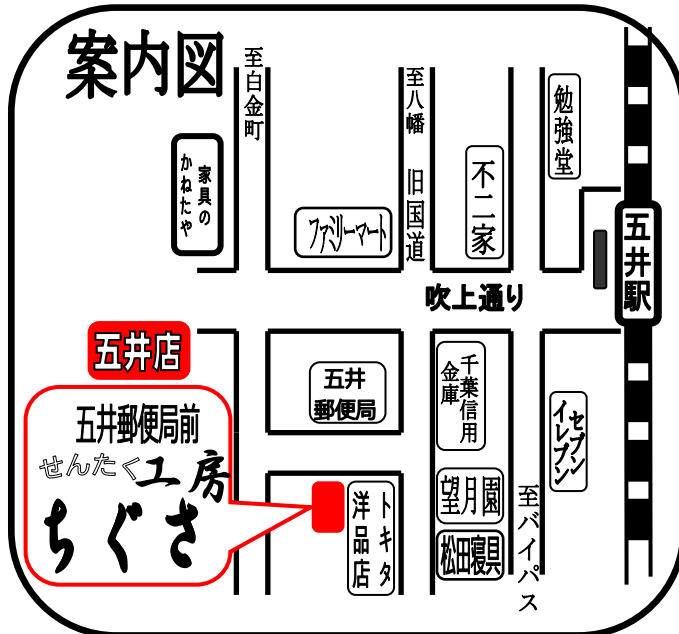 案内図
至白金町
至八幡 旧国道
勉強堂
家具の
かねたや
ファミリーマート
不二家
五井駅
吹上通り
五井店
五井
郵便局
千葉信用
金庫
セブン
イレブン
五井郵便局前
せんたく工房
ちぐさ
トキタ
洋品店
望月園
松田寝具
至バイパス